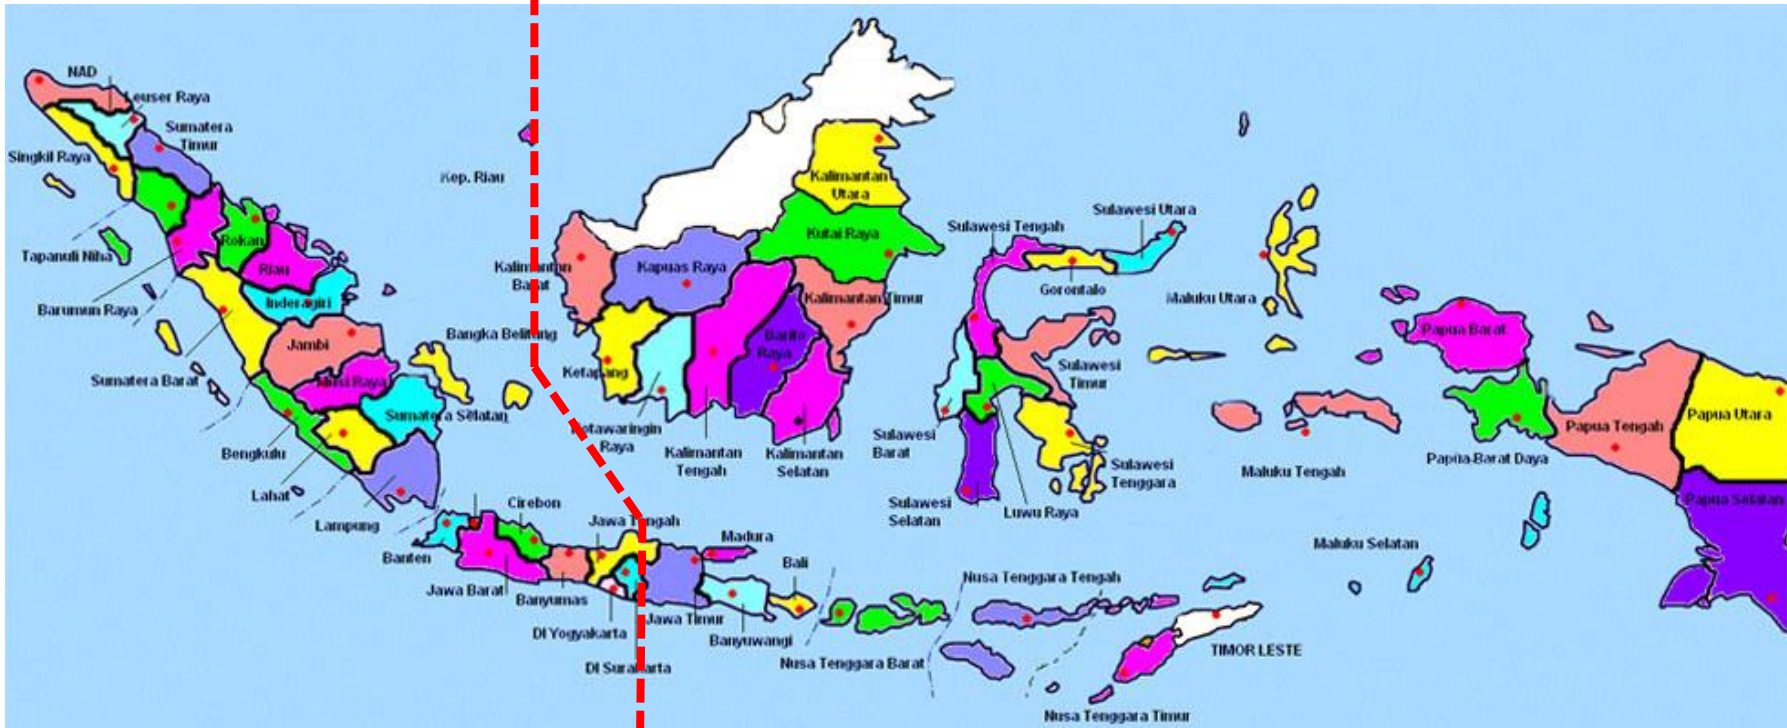 NAD
Leuser Raya
Sumatera
Timur
Singkil Raya
Kep. Riau
Tapanuli Niha
Rokan
Riau
Barumun Raya
Inderagiri
Jambi
Bangka Belitung
Sumatera Barat
Musi Raya
Sumatera Selatan
Bengkulu
Lahat
Lampung
Kalimantan
Utara
Kutai Raya
Kalimantan
Barat
Kapuas Raya
Kalimantan Timur
Barito
Raya
Ketapang
Kotawaringin
Raya
Kalimantan
Tengah
Kalimantan
Selatan
Sulawesi Tengah
Sulawesi Utara
Gorontalo
Sulawesi
Timur
Sulawesi
Barat
Sulawesi
Tenggara
Sulawesi
Selatan
Luwu Raya
Maluku Utara
Papua Barat
Papua Utara
Papua Tengah
Papua Barat Daya
Maluku Tengah
Papua Selatan
Maluku Selatan
Cirebon
Jawa Tengah
Madura
Banten
Bali
Jawa Barat
Banyumas
Jawa Timur
DI Yogyakarta
Banyuwangi
DI Surakarta
Nusa Tenggara Barat
Nusa Tenggara Tengah
TIMOR LESTE
Nusa Tenggara Timur